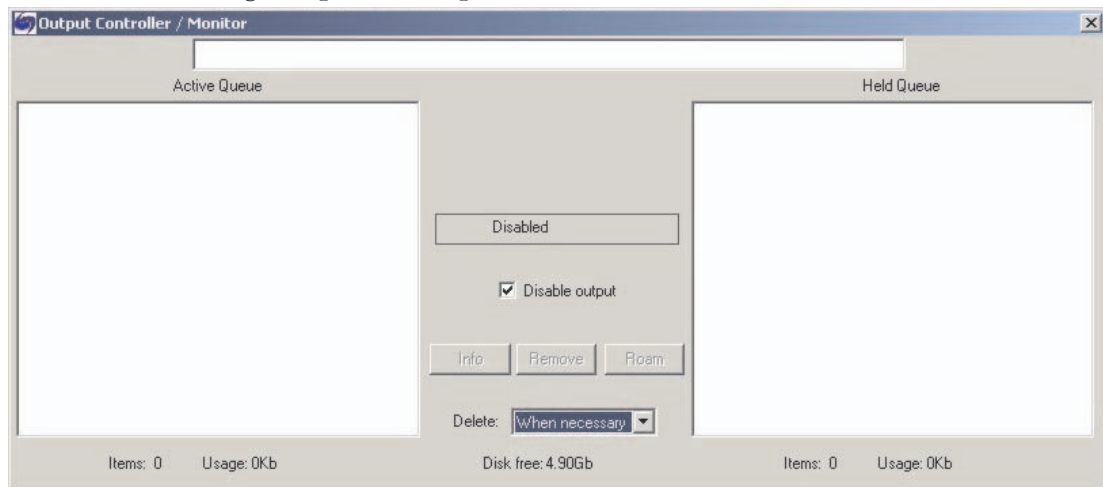 Output Controller / Monitor
Active Queue
Held Queue
Disabled
Disable output
Info
Remove
Roam
Delete: When necessary
Items: 0 Usage: 0Kb
Disk free: 4.90Gb
Items: 0 Usage: 0Kb